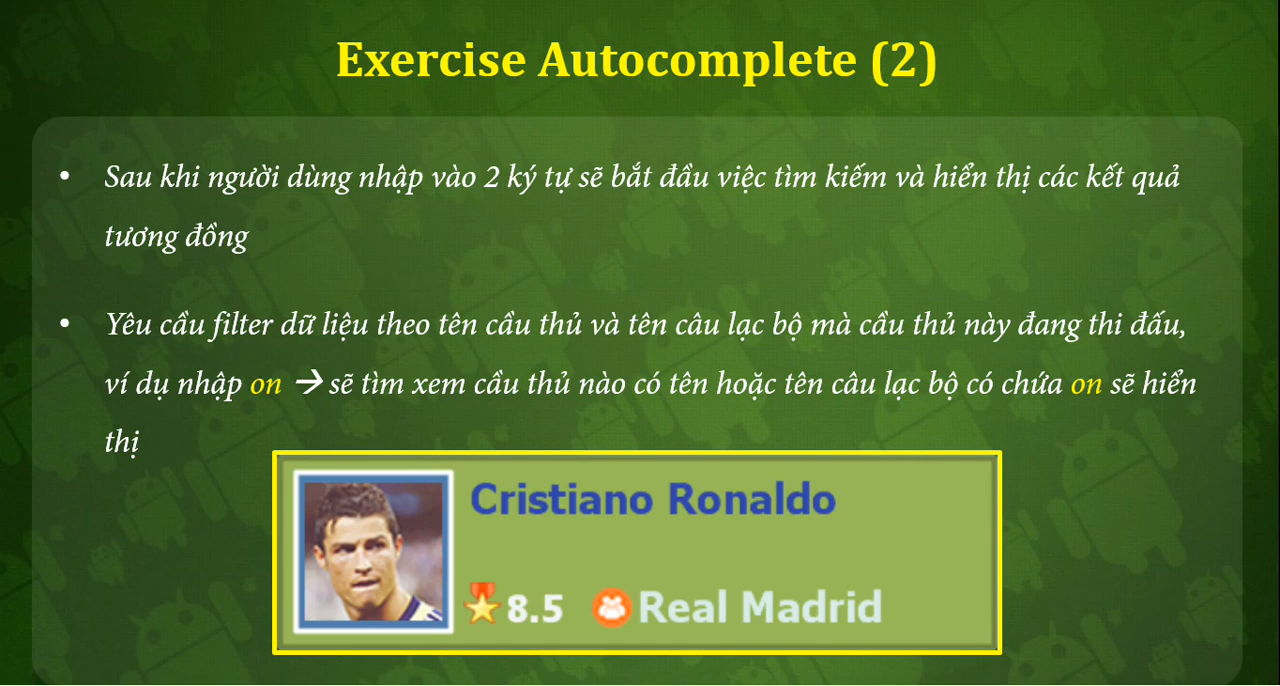 Exercise Autocomplete (2)
• Sau khi người dùng nhập vào 2 ký tự sẽ bắt đầu việc tìm kiếm và hiển thị các kết quả
tương đồng
• Yêu cầu filter dữ liệu theo tên cầu thủ và tên câu lạc bộ mà cầu thủ này đang thi đấu,
ví dụ nhập on → sẽ tìm xem cầu thủ nào có tên hoặc tên câu lạc bộ có chứa on sẽ hiển
thị
Cristiano Ronaldo
8.5 Real Madrid